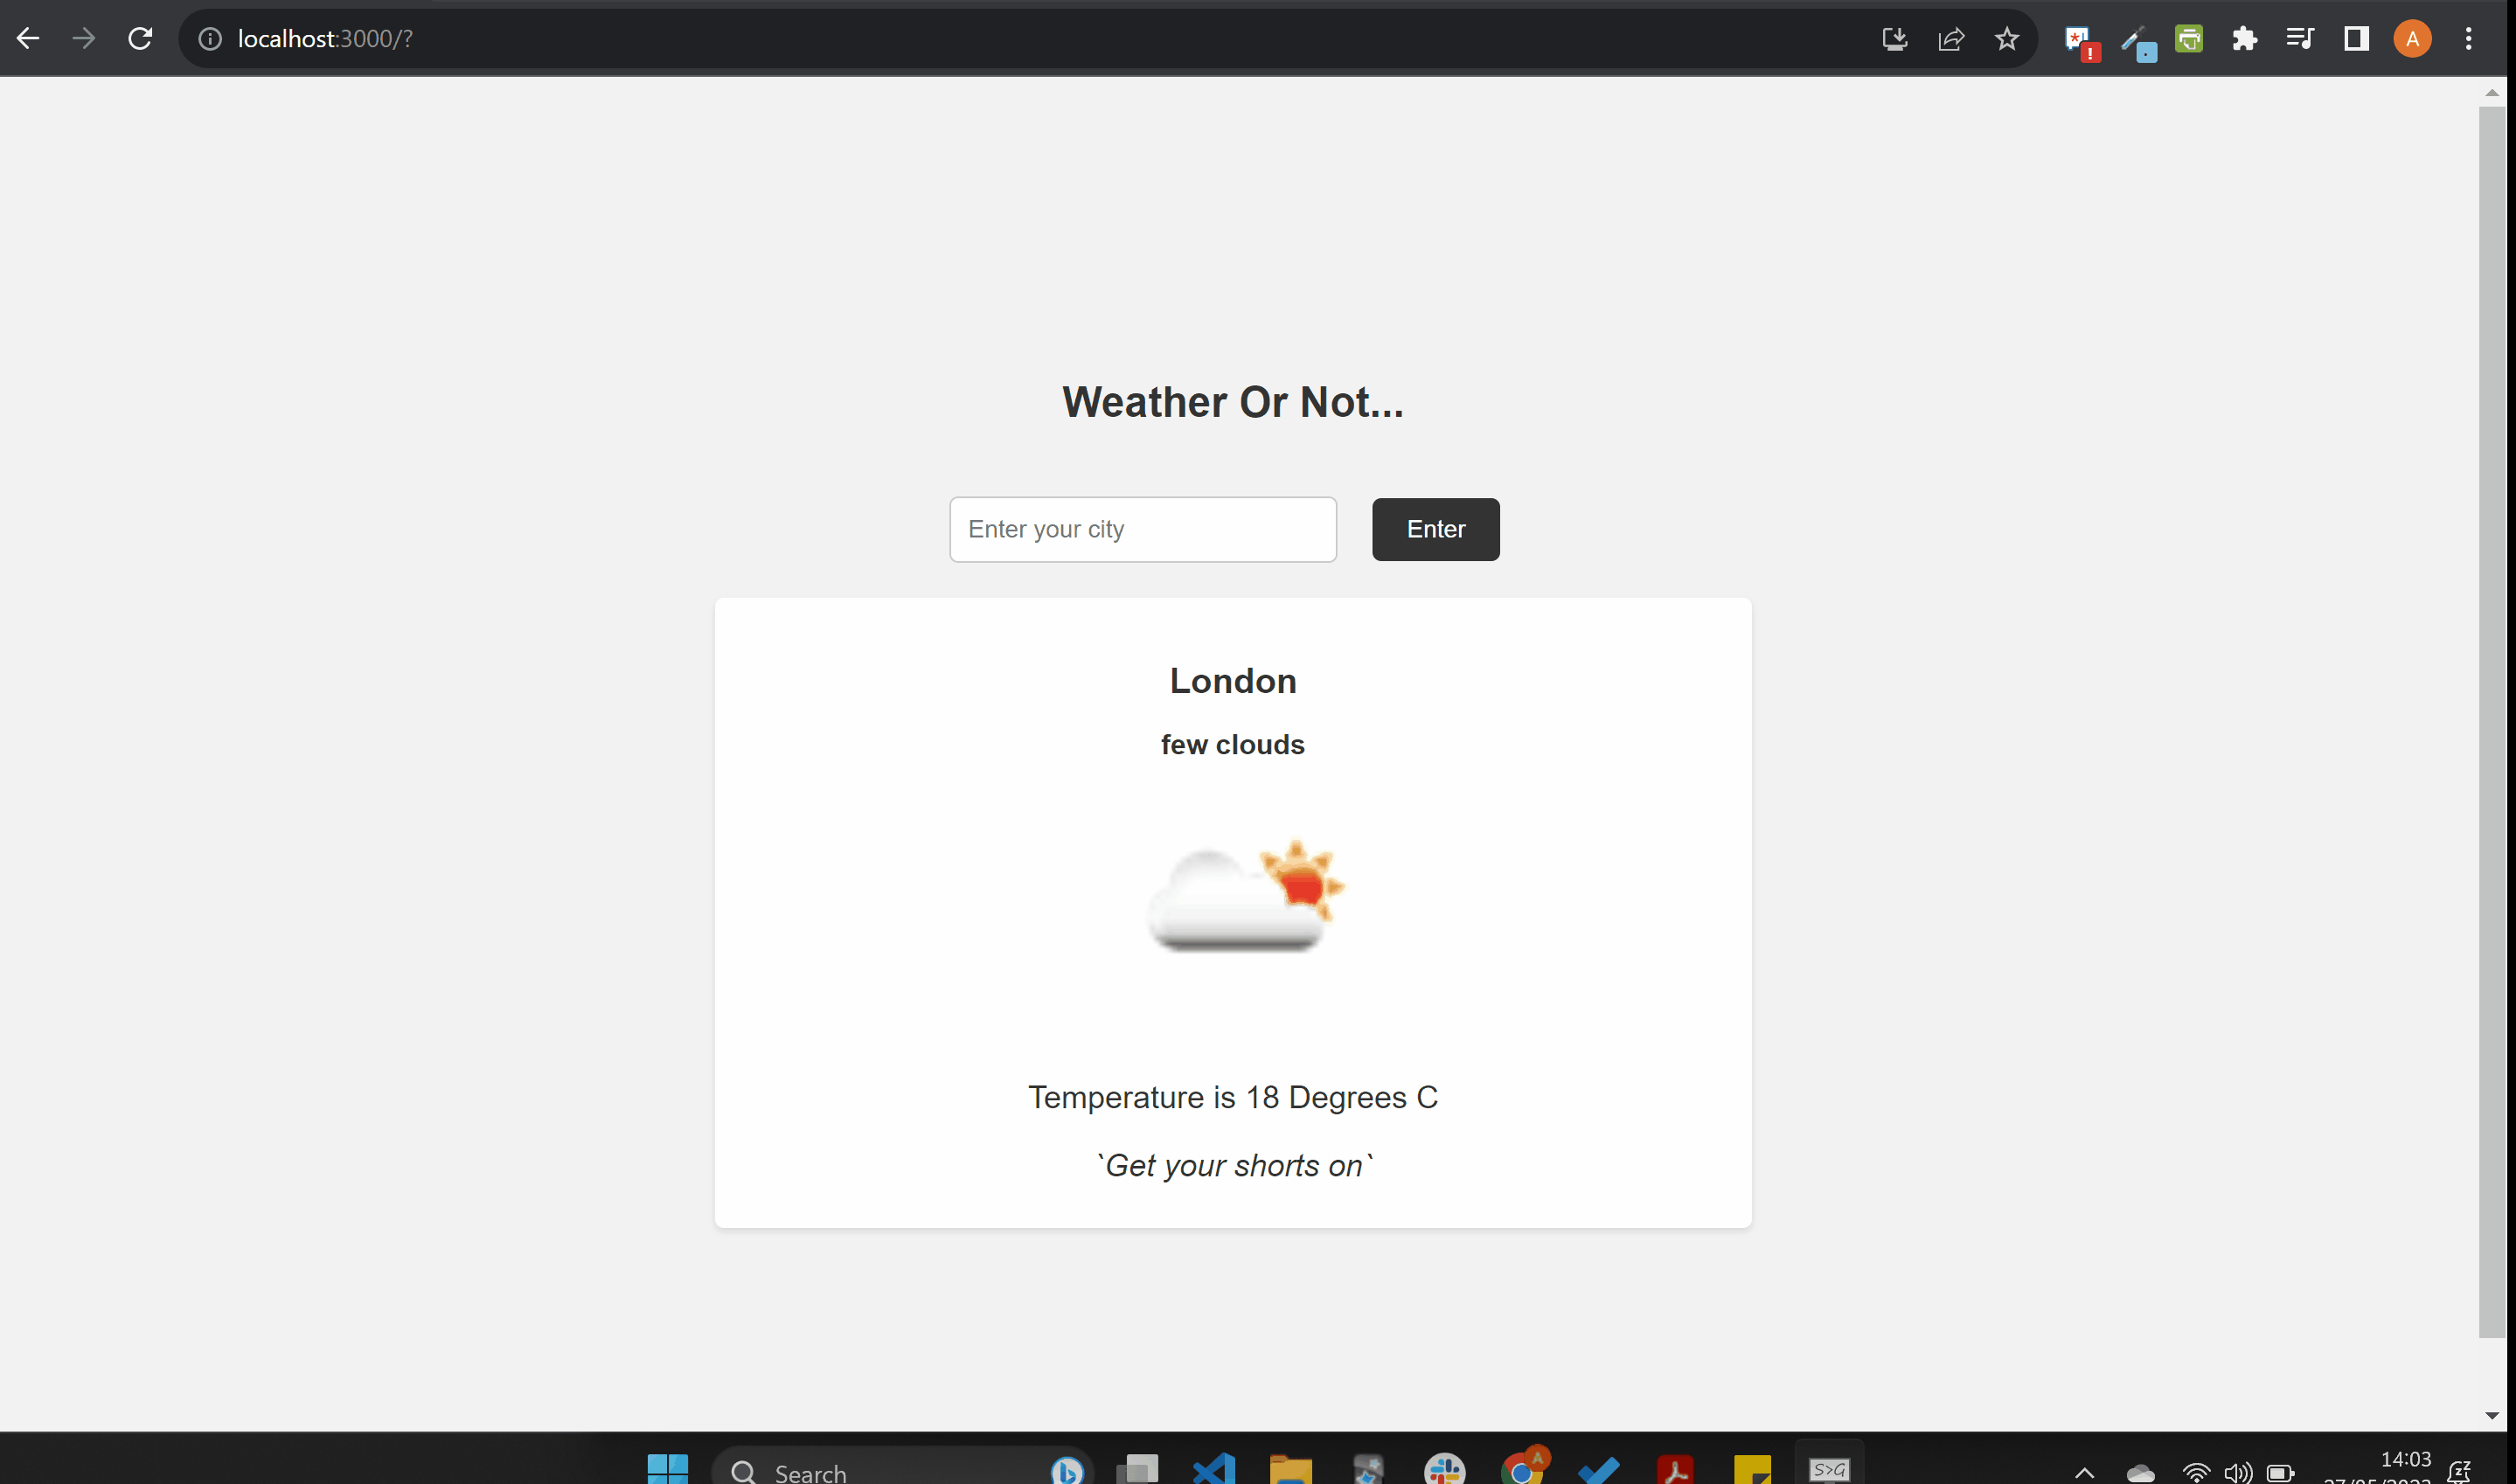 localhost:3000/?
A
Weather Or Not...
Enter your city
Enter
London
few clouds
Temperature is 18 Degrees C
`Get your shorts on`
Search
A
S>G
14:03